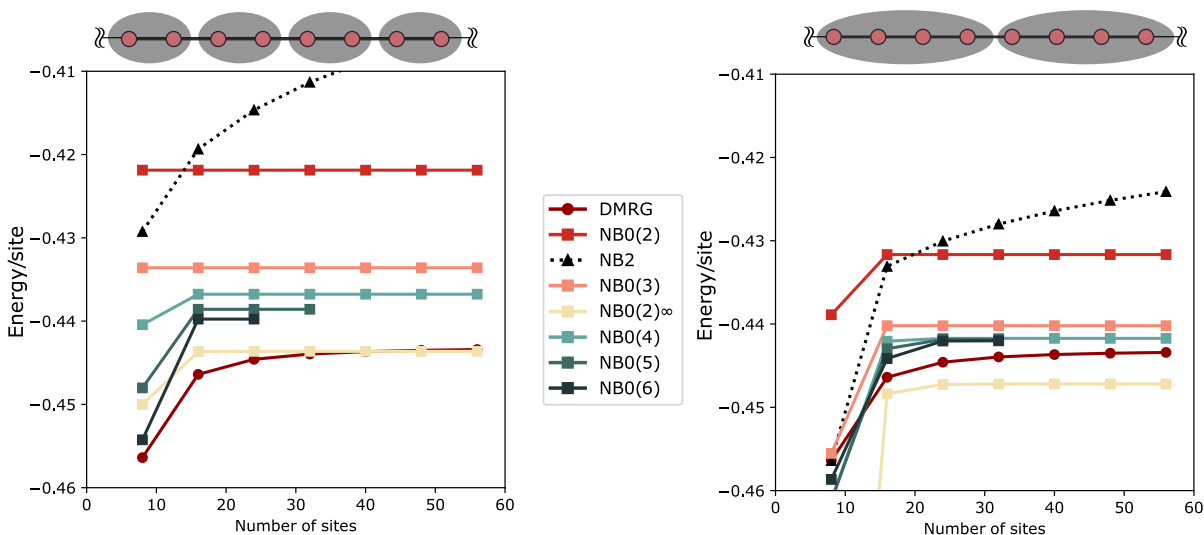 −0.41
−0.42
−0.43
−0.44
−0.45
−0.46
Energy/site
0
10
20
30
40
50
60
Number of sites
DMRG
NB0(2)
NB2
NB0(3)
NB0(2)∞
NB0(4)
NB0(5)
NB0(6)
−0.41
−0.42
−0.43
−0.44
−0.45
−0.46
Energy/site
0
10
20
30
40
50
60
Number of sites